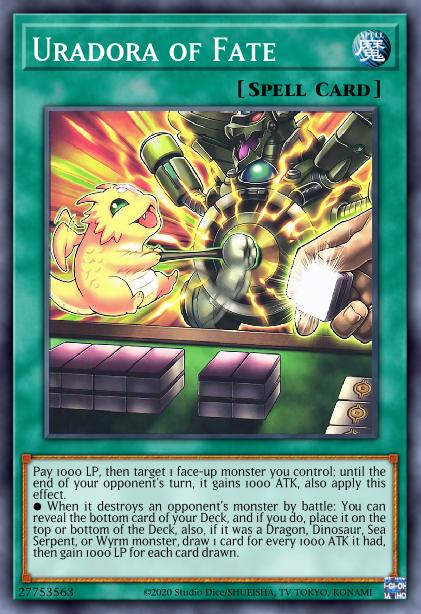 URADORA OF FATE
SPELL
魔
[SPELL CARD]
Pay 1000 LP, then target 1 face-up monster you control; until the
end of your opponent's turn, it gains 1000 ATK, also apply this
effect.
● When it destroys an opponent's monster by battle: You can
reveal the bottom card of your Deck, and if you do, place it on the
top or bottom of the Deck, also, if it was a Dragon, Dinosaur, Sea
Serpent, or Wyrm monster, draw 1 card for every 1000 ATK it had,
then gain 1000 LP for each card drawn.
27753563
©2020 Studio Dice/SHUEISHA, TV TOKYO, KONAMI